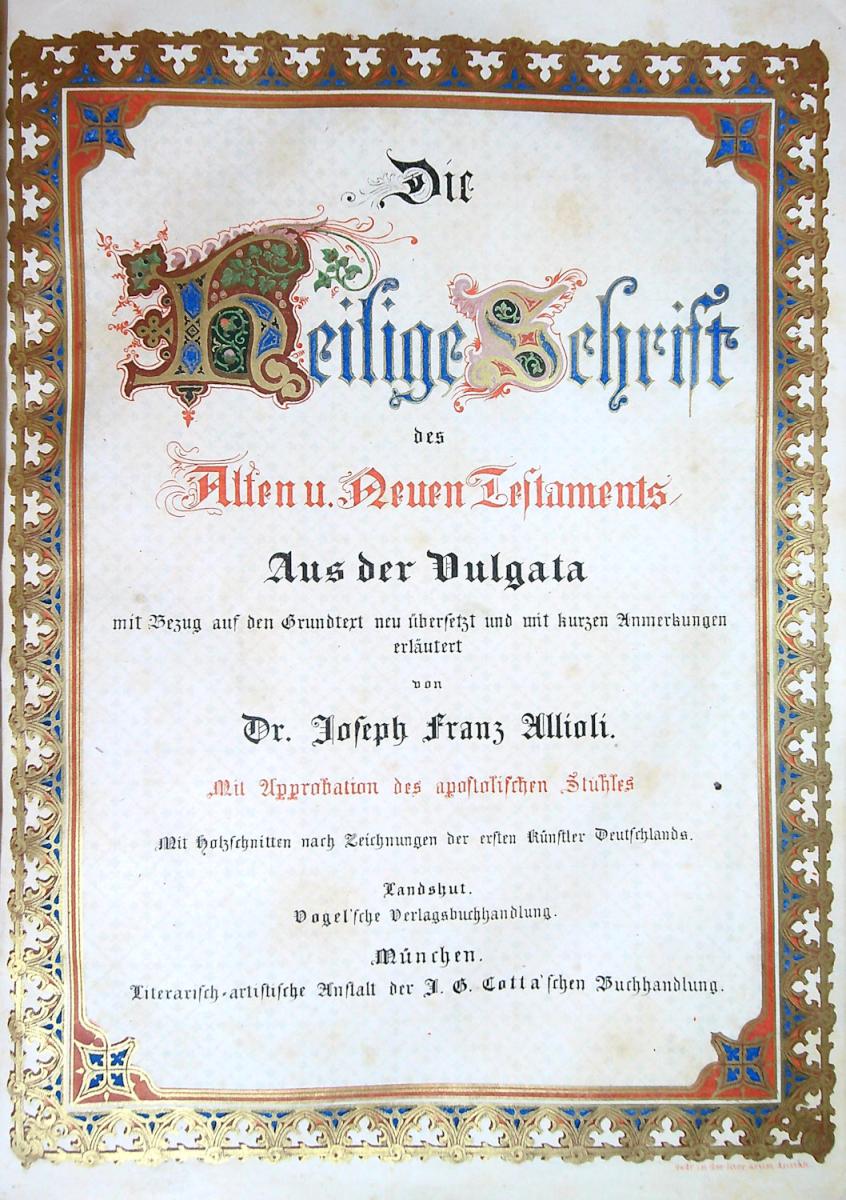 Die
Heilige Schrift
des
Alten u. Neuen Testaments
Aus der Vulgata
mit Bezug auf den Grundtext neu übersetzt und mit kurzen Anmerkungen
erläutert
von
Dr. Joseph Franz Allioli.
Mit Approbation des apostolischen Stuhles
Mit Holzschnitten nach Zeichnungen der ersten Künstler Deutschlands.
Landshut.
Vogel'sche Verlagsbuchhandlung.
München.
Literarisch-artistische Anstalt der J. G. Cotta'schen Buchhandlung.